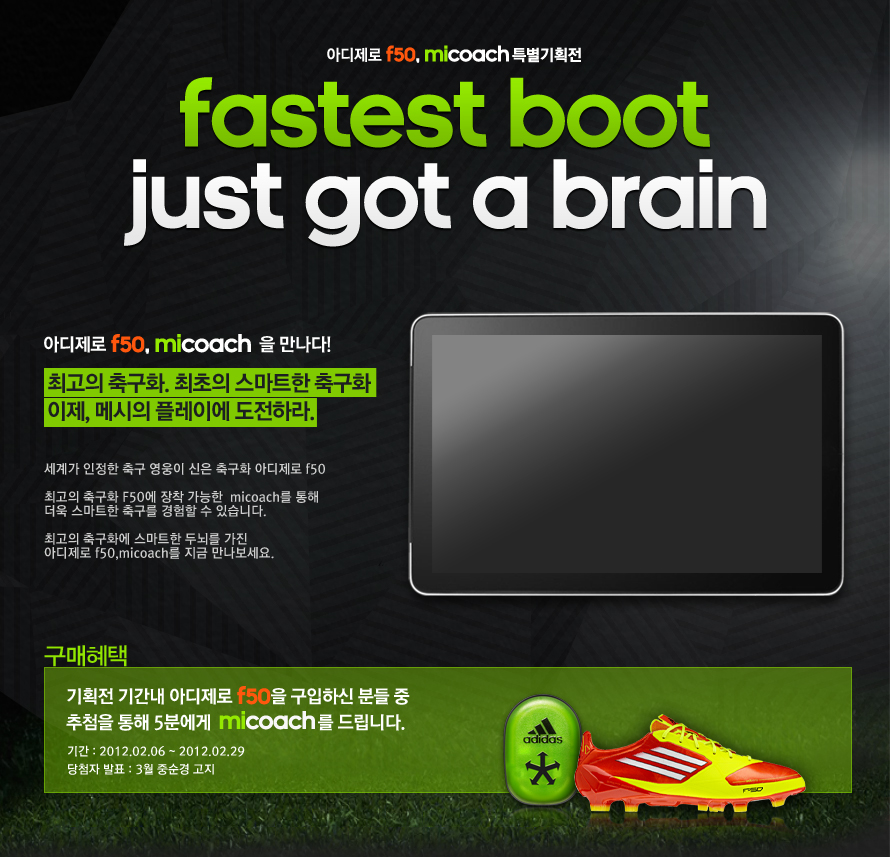 아디제로 f50, micoach 특별기획전
fastest boot
just got a brain
아디제로 f50, micoach 을 만나다!
최고의 축구화. 최초의 스마트한 축구화
이제, 메시의 플레이에 도전하라.
세계가 인정한 축구 영웅이 신은 축구화 아디제로 f50
최고의 축구화 F50에 장착 가능한 micoach를 통해
더욱 스마트한 축구를 경험할 수 있습니다.
최고의 축구화에 스마트한 두뇌를 가진
아디제로 f50,micoach를 지금 만나보세요.
구매혜택
기획전 기간내 아디제로 f50을 구입하신 분들 중
추첨을 통해 5분에게 micoach를 드립니다.
기간 : 2012.02.06 ~ 2012.02.29
당첨자 발표 : 3월 중순경 고지
adidas
F50